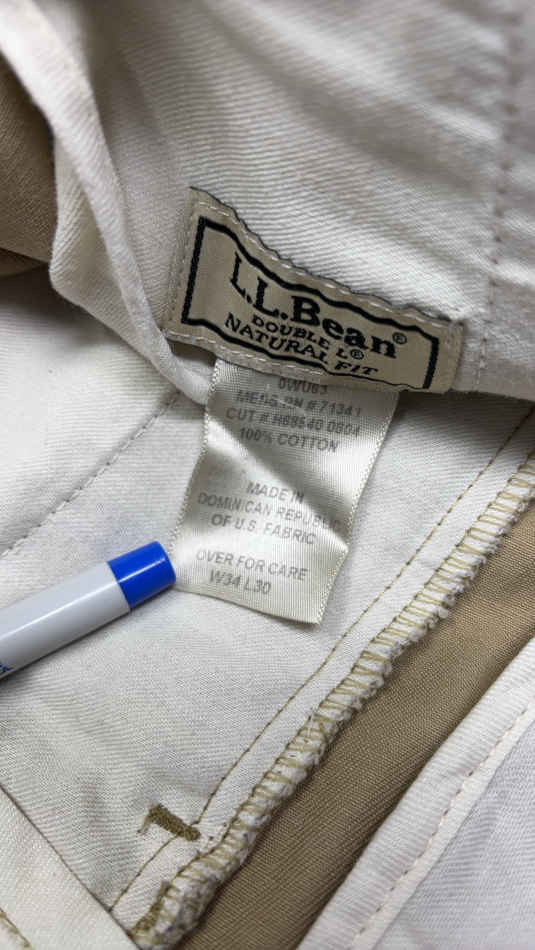 L.L.Bean®
DOUBLE L®
NATURAL FIT
0WU63
MENS RN # 71341
CUT # H68540 0804
100% COTTON
MADE IN
DOMINICAN REPUBLIC
OF U.S. FABRIC
OVER FOR CARE
W34 L30